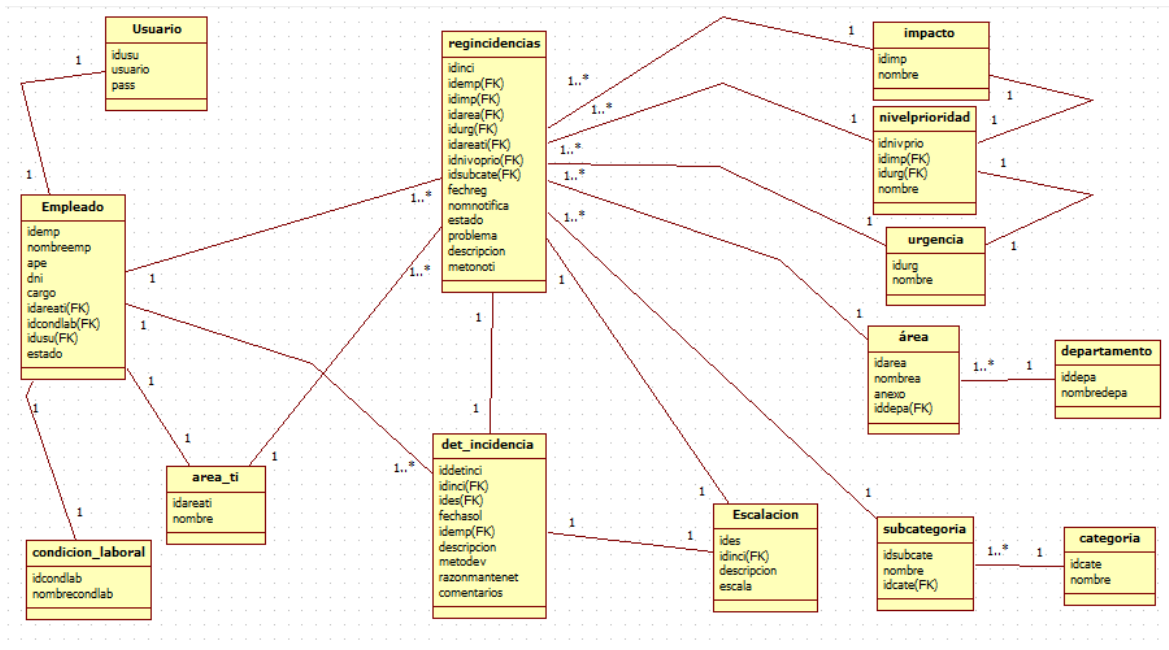 Usuario
idusu
usuario
pass
1
1
Empleado
idemp
nombreemp
ape
dni
cargo
idareati(FK)
idcondlab(FK)
idusu(FK)
estado
1
1
1
1
condicion_laboral
idcondlab
nombrecondlab
1
area_ti
idareati
nombre
1
1
regincidencias
idinci
idemp(FK)
idimp(FK)
idarea(FK)
idurg(FK)
idareati(FK)
idnivoprio(FK)
idsubcate(FK)
fechreg
nomnotifica
estado
problema
descripcion
metonoti
1..*
1..*
1..*
1..*
1..*
1..*
1..*
1
1
det_incidencia
iddetinci
idinci(FK)
ides(FK)
fechasol
idemp(FK)
descripcion
metodev
razonmantenet
comentarios
1
1..*
1
Escalacion
ides
idinci(FK)
descripcion
escala
1
1
impacto
idimp
nombre
1
1
nivelprioridad
idnivprio
idimp(FK)
idurg(FK)
nombre
1
1
1
urgencia
idurg
nombre
1
1
área
idarea
nombrea
anexo
iddepa(FK)
1
1..*
1
departamento
iddepa
nombredepa
subcategoria
idsubcate
nombre
idcate(FK)
1
1..*
1
categoria
idcate
nombre